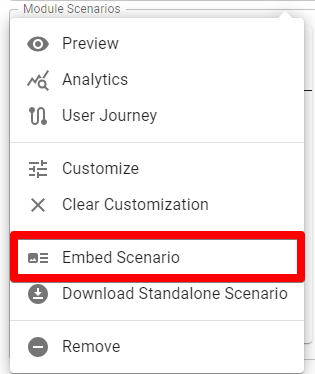 Module Scenarios
Preview
Analytics
User Journey
Customize
Clear Customization
Embed Scenario
Download Standalone Scenario
Remove